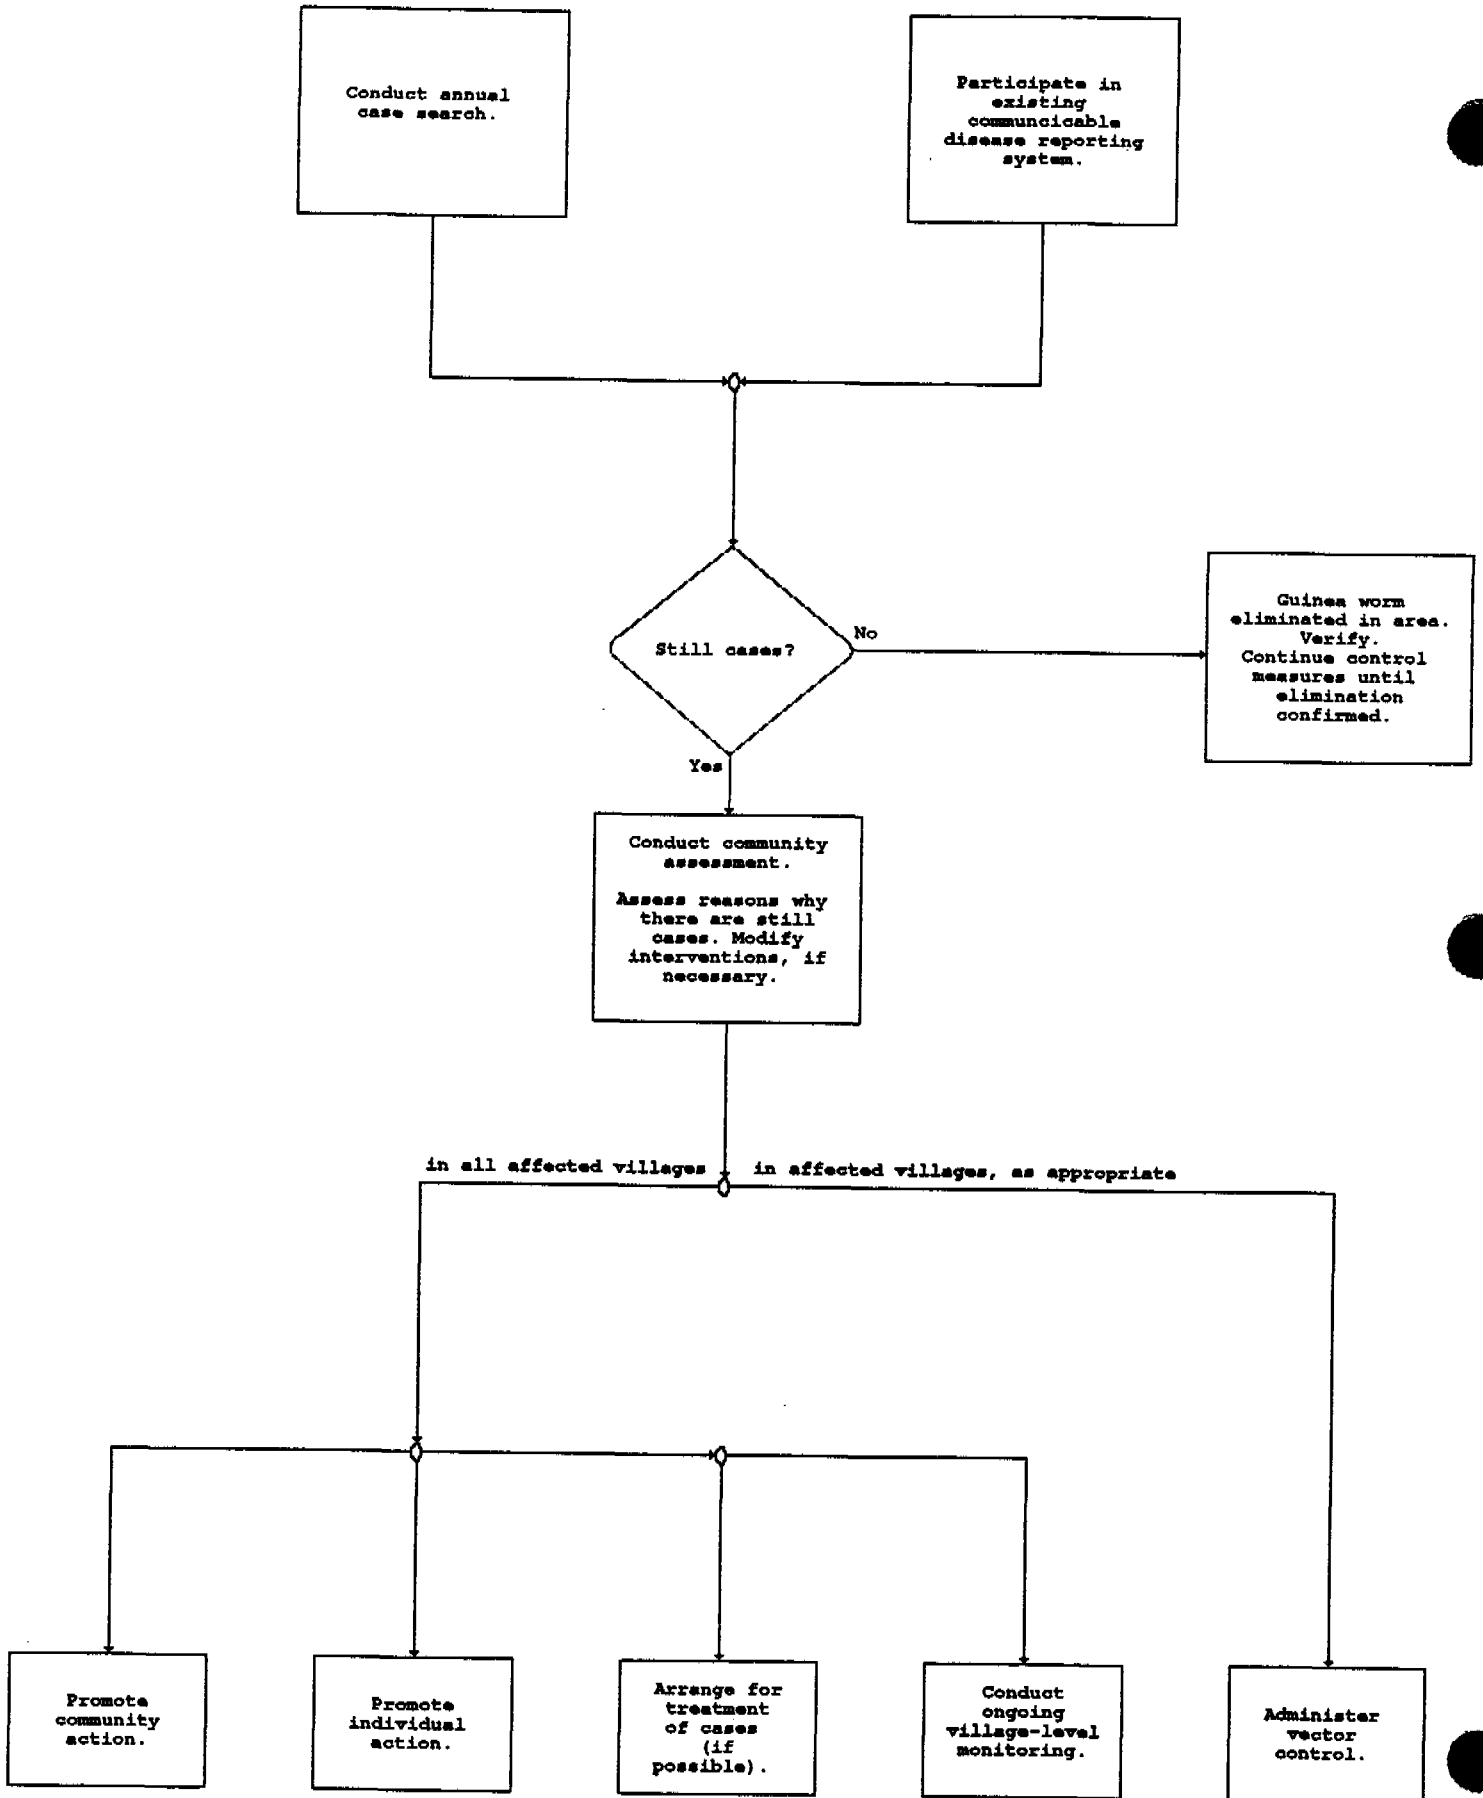 Conduct annual
case search.
Participate in
existing
communcicable
disease reporting
system.
Still cases?
No
Guinea worm
eliminated in area.
Verify.
Continue control
measures until
elimination
confirmed.
Yes
Conduct community
assessment.
Assess reasons why
there are still
cases. Modify
interventions, if
necessary.
in all affected villages
in affected villages, as appropriate
Promote
community
action.
Promote
individual
action.
Arrange for
treatment
of cases
(if
possible).
Conduct
ongoing
village-level
monitoring.
Administer
vector
control.